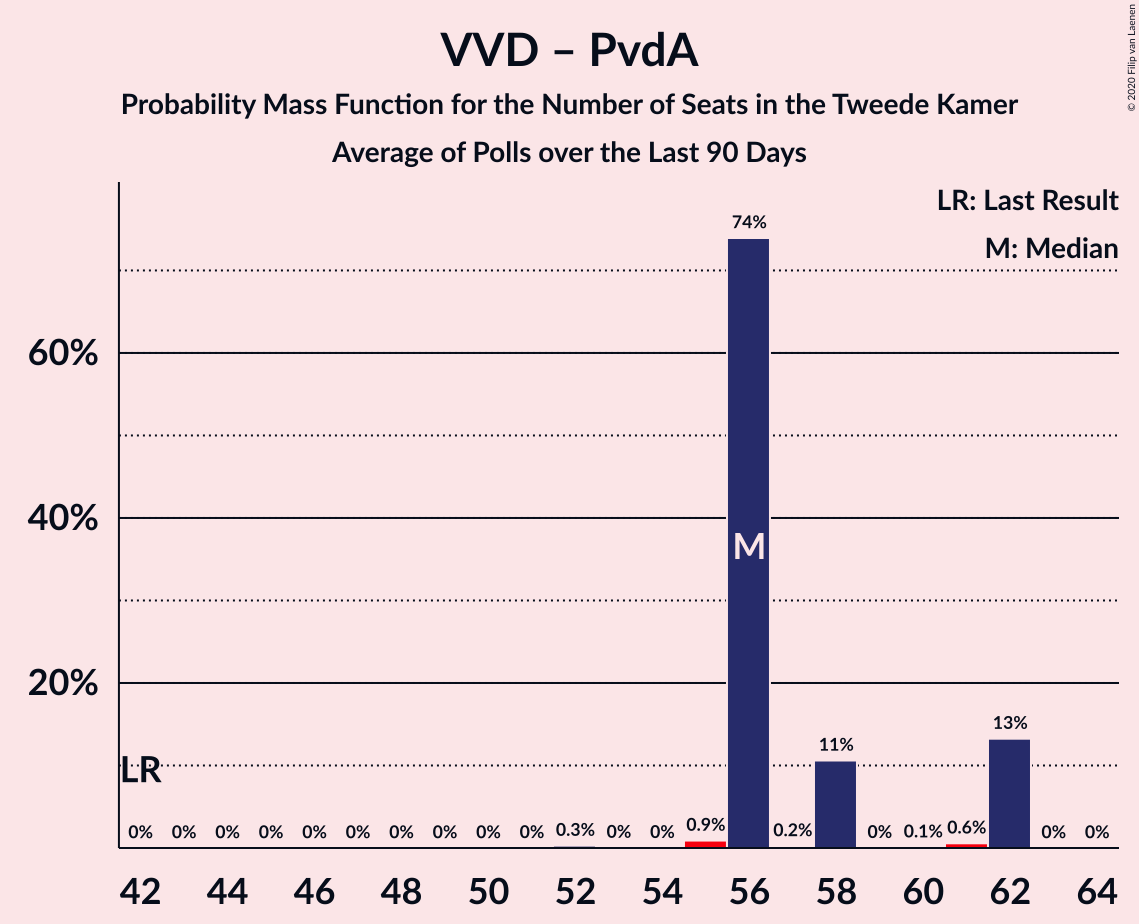 VVD – PvdA
Probability Mass Function for the Number of Seats in the Tweede Kamer
Average of Polls over the Last 90 Days
© 2020 Filip van Laenen
LR: Last Result
M: Median
74%
60%
40%
M
20%
13%
11%
LR
0% 0% 0% 0% 0% 0% 0% 0% 0% 0% 0.3% 0% 0% 0.9% 0.2% 0% 0.1% 0.6% 0% 0%
42 44 46 48 50 52 54 56 58 60 62 64